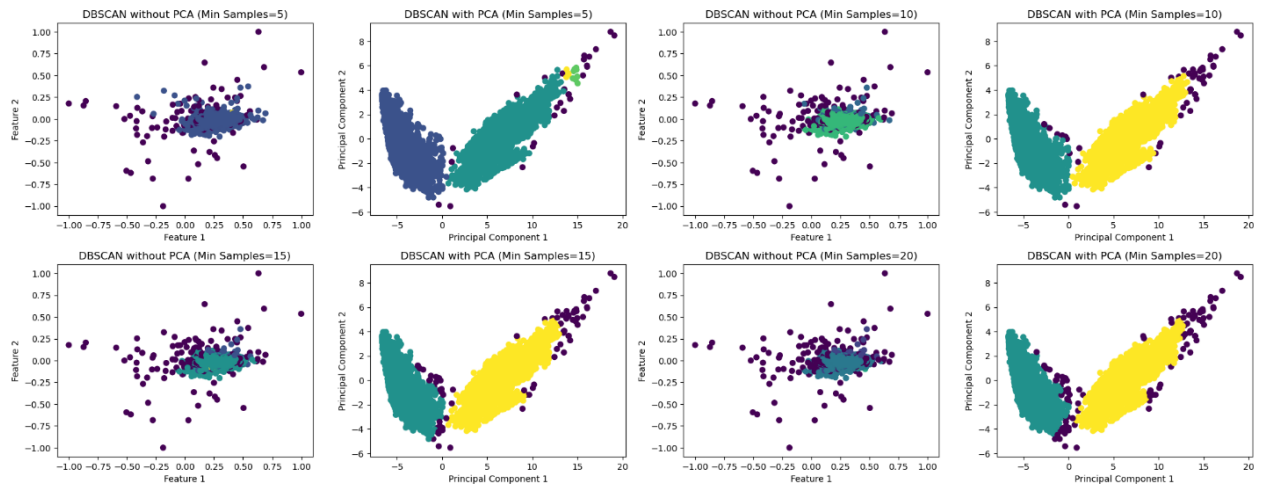 DBSCAN without PCA (Min Samples=5)
DBSCAN with PCA (Min Samples=5)
DBSCAN without PCA (Min Samples=10)
DBSCAN with PCA (Min Samples=10)
1.00
0.75
0.50
0.25
0.00
-0.25
-0.50
-0.75
-1.00
Feature 2
-1.00 -0.75 -0.50 -0.25 0.00 0.25 0.50 0.75 1.00
Feature 1
8
6
4
2
0
-2
-4
-6
Principal Component 2
-5 0 5 10 15 20
Principal Component 1
1.00
0.75
0.50
0.25
0.00
-0.25
-0.50
-0.75
-1.00
Feature 2
-1.00 -0.75 -0.50 -0.25 0.00 0.25 0.50 0.75 1.00
Feature 1
8
6
4
2
0
-2
-4
-6
Principal Component 2
-5 0 5 10 15 20
Principal Component 1
DBSCAN without PCA (Min Samples=15)
DBSCAN with PCA (Min Samples=15)
DBSCAN without PCA (Min Samples=20)
DBSCAN with PCA (Min Samples=20)
1.00
0.75
0.50
0.25
0.00
-0.25
-0.50
-0.75
-1.00
Feature 2
-1.00 -0.75 -0.50 -0.25 0.00 0.25 0.50 0.75 1.00
Feature 1
8
6
4
2
0
-2
-4
-6
Principal Component 2
-5 0 5 10 15 20
Principal Component 1
1.00
0.75
0.50
0.25
0.00
-0.25
-0.50
-0.75
-1.00
Feature 2
-1.00 -0.75 -0.50 -0.25 0.00 0.25 0.50 0.75 1.00
Feature 1
8
6
4
2
0
-2
-4
-6
Principal Component 2
-5 0 5 10 15 20
Principal Component 1